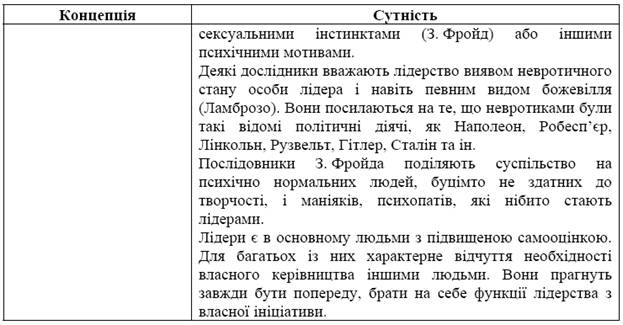 Концепція Сутність
сексуальними інстинктами (З. Фройд) або іншими
психічними мотивами.
Деякі дослідники вважають лідерство виявом невротичного
стану особи лідера і навіть певним видом божевілля
(Ламброзо). Вони посилаються на те, що невротиками були
такі відомі політичні діячі, як Наполеон, Робесп’єр,
Лінкольн, Рузвельт, Гітлер, Сталін та ін.
Послідовники З. Фройда поділяють суспільство на
психічно нормальних людей, буцімто не здатних до
творчості, і маніяків, психопатів, які нібито стають
лідерами.
Лідери є в основному людьми з підвищеною самооцінкою.
Для багатьох із них характерне відчуття необхідності
власного керівництва іншими людьми. Вони прагнуть
завжди бути попереду, брати на себе функції лідерства з
власної ініціативи.